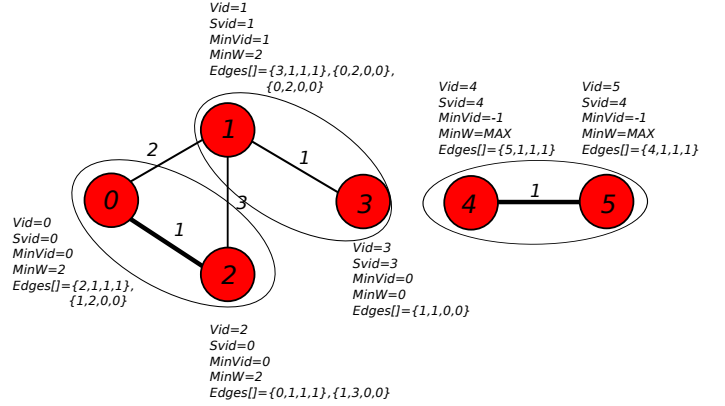 Vid=1
Svid=1
MinVid=1
MinW=2
Edges[]={3,1,1,1},{0,2,0,0},
{0,2,0,0}
Vid=4
Svid=4
MinVid=-1
MinW=MAX
Edges[]={5,1,1,1}
Vid=5
Svid=4
MinVid=-1
MinW=MAX
Edges[]={4,1,1,1}
1
2
1
0
3
3
1
4
1
5
2
Vid=0
Svid=0
MinVid=0
MinW=2
Edges[]={2,1,1,1},
{1,2,0,0}
Vid=3
Svid=3
MinVid=0
MinW=0
Edges[]={1,1,0,0}
Vid=2
Svid=0
MinVid=0
MinW=2
Edges[]={0,1,1,1},{1,3,0,0}